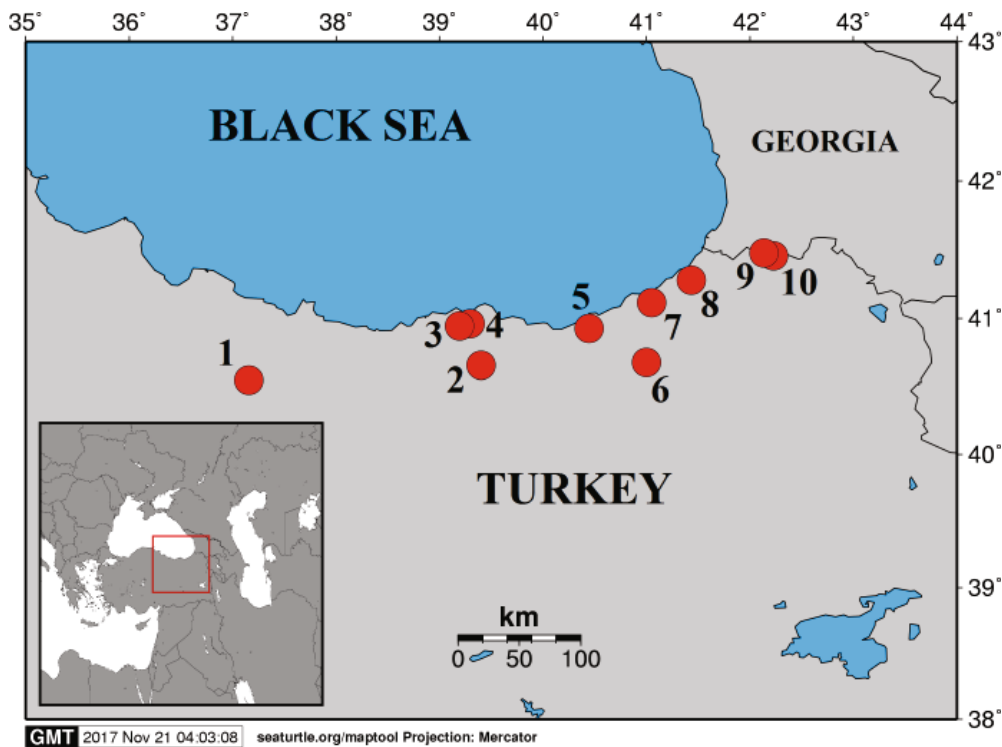 35° 36° 37° 38° 39° 40° 41° 42° 43° 44°
43°
BLACK SEA
GEORGIA
42°
9 10
8
5 7
41°
3 4
1 2 6
40°
TURKEY
39°
km
0 50 100
38°
GMT 2017 Nov 21 04:03:08 seaturtle.org/maptool Projection: Mercator